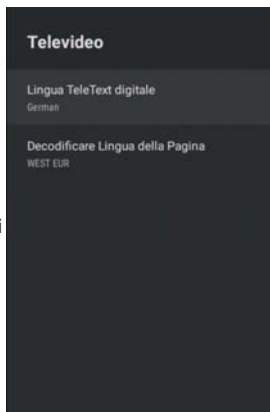 Televideo
Lingua TeleText digitale
German
Decodificare Lingua della Pagina
WEST EUR
i